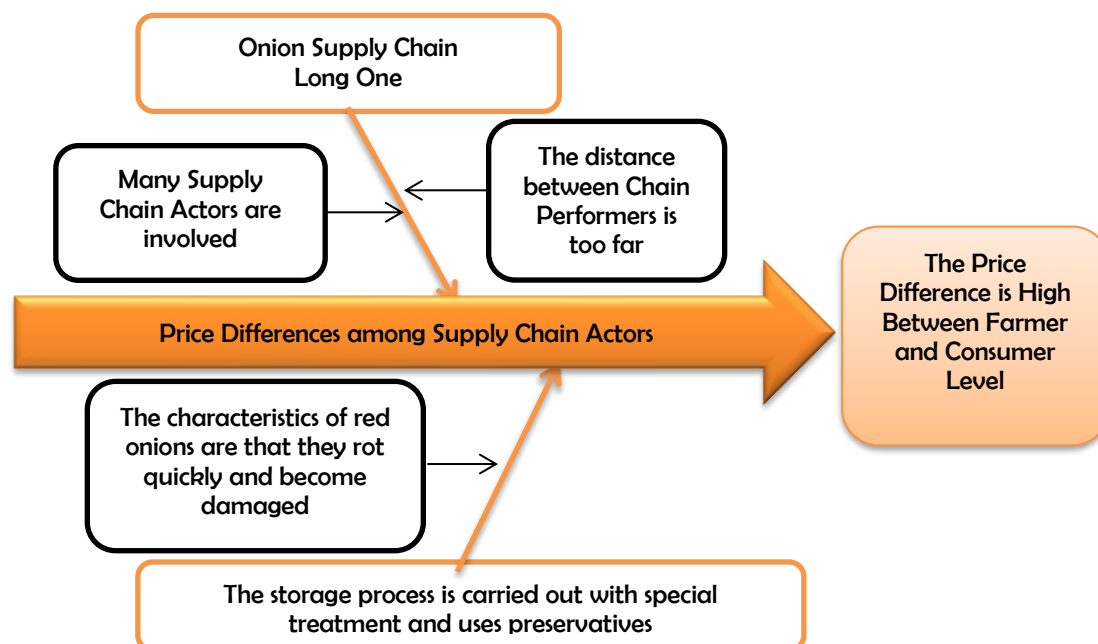 Onion Supply Chain
Long One
Many Supply
Chain Actors are
involved
The distance
between Chain
Performers is
too far
Price Differences among Supply Chain Actors
The Price
Difference is High
Between Farmer
and Consumer
Level
The characteristics of red
onions are that they rot
quickly and become
damaged
The storage process is carried out with special
treatment and uses preservatives